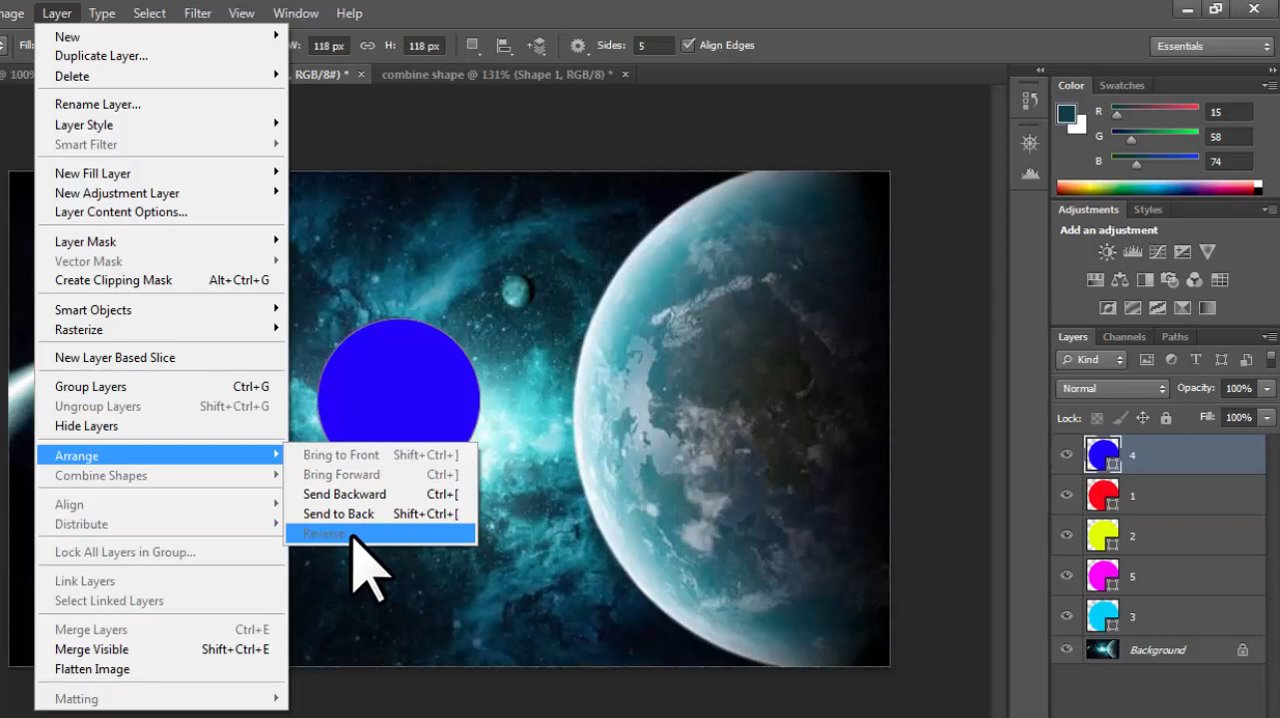 mage Layer Type Select Filter View Window Help
Fill: W: 118 px H: 118 px Sides: 5 Align Edges Essentials
@ 100% , RGB/8#) * × combine shape @ 131% (Shape 1, RGB/8) * ×
New
Duplicate Layer...
Delete
Rename Layer...
Layer Style
Smart Filter
New Fill Layer
New Adjustment Layer
Layer Content Options...
Layer Mask
Vector Mask
Create Clipping Mask Alt+Ctrl+G
Smart Objects
Rasterize
New Layer Based Slice
Group Layers Ctrl+G
Ungroup Layers Shift+Ctrl+G
Hide Layers
Arrange
Combine Shapes
Align
Distribute
Lock All Layers in Group...
Link Layers
Select Linked Layers
Merge Layers Ctrl+E
Merge Visible Shift+Ctrl+E
Flatten Image
Matting
Bring to Front Shift+Ctrl+]
Bring Forward Ctrl+]
Send Backward Ctrl+[
Send to Back Shift+Ctrl+[
Reverse
Color Swatches
R 15
G 58
B 74
Adjustments Styles
Add an adjustment
Layers Channels Paths
Kind
Normal Opacity: 100%
Lock: Fill: 100%
4
1
2
5
3
Background